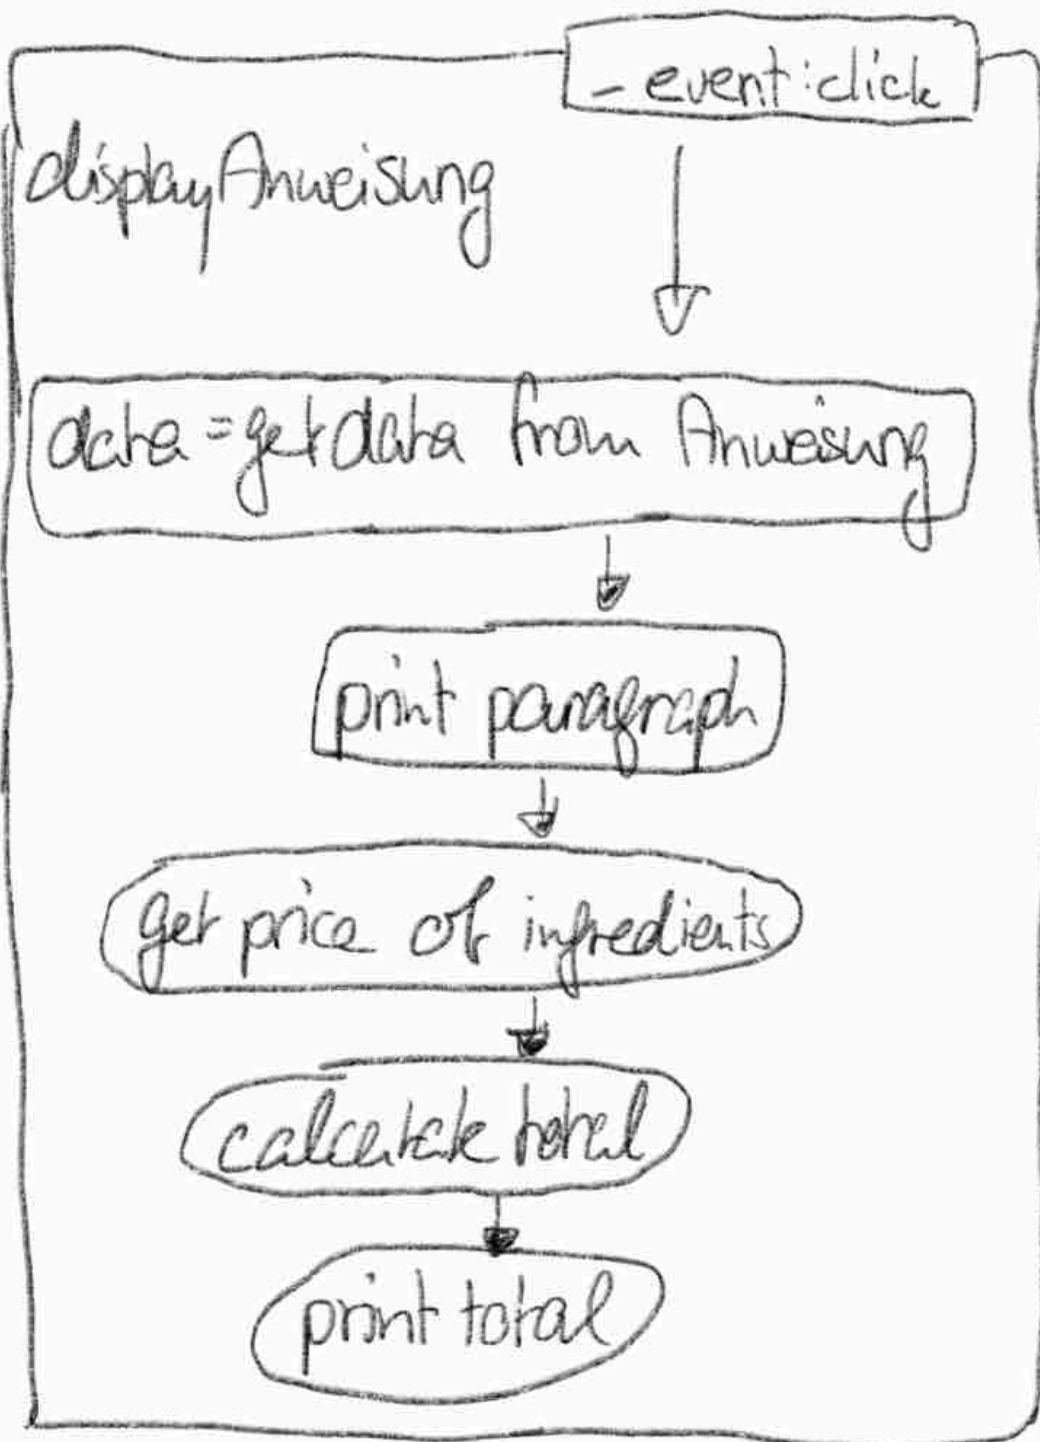 - event:click
displayAnweisung
data = get data from Anweisung
print paragraph
get price of ingredients
calculate total
print total